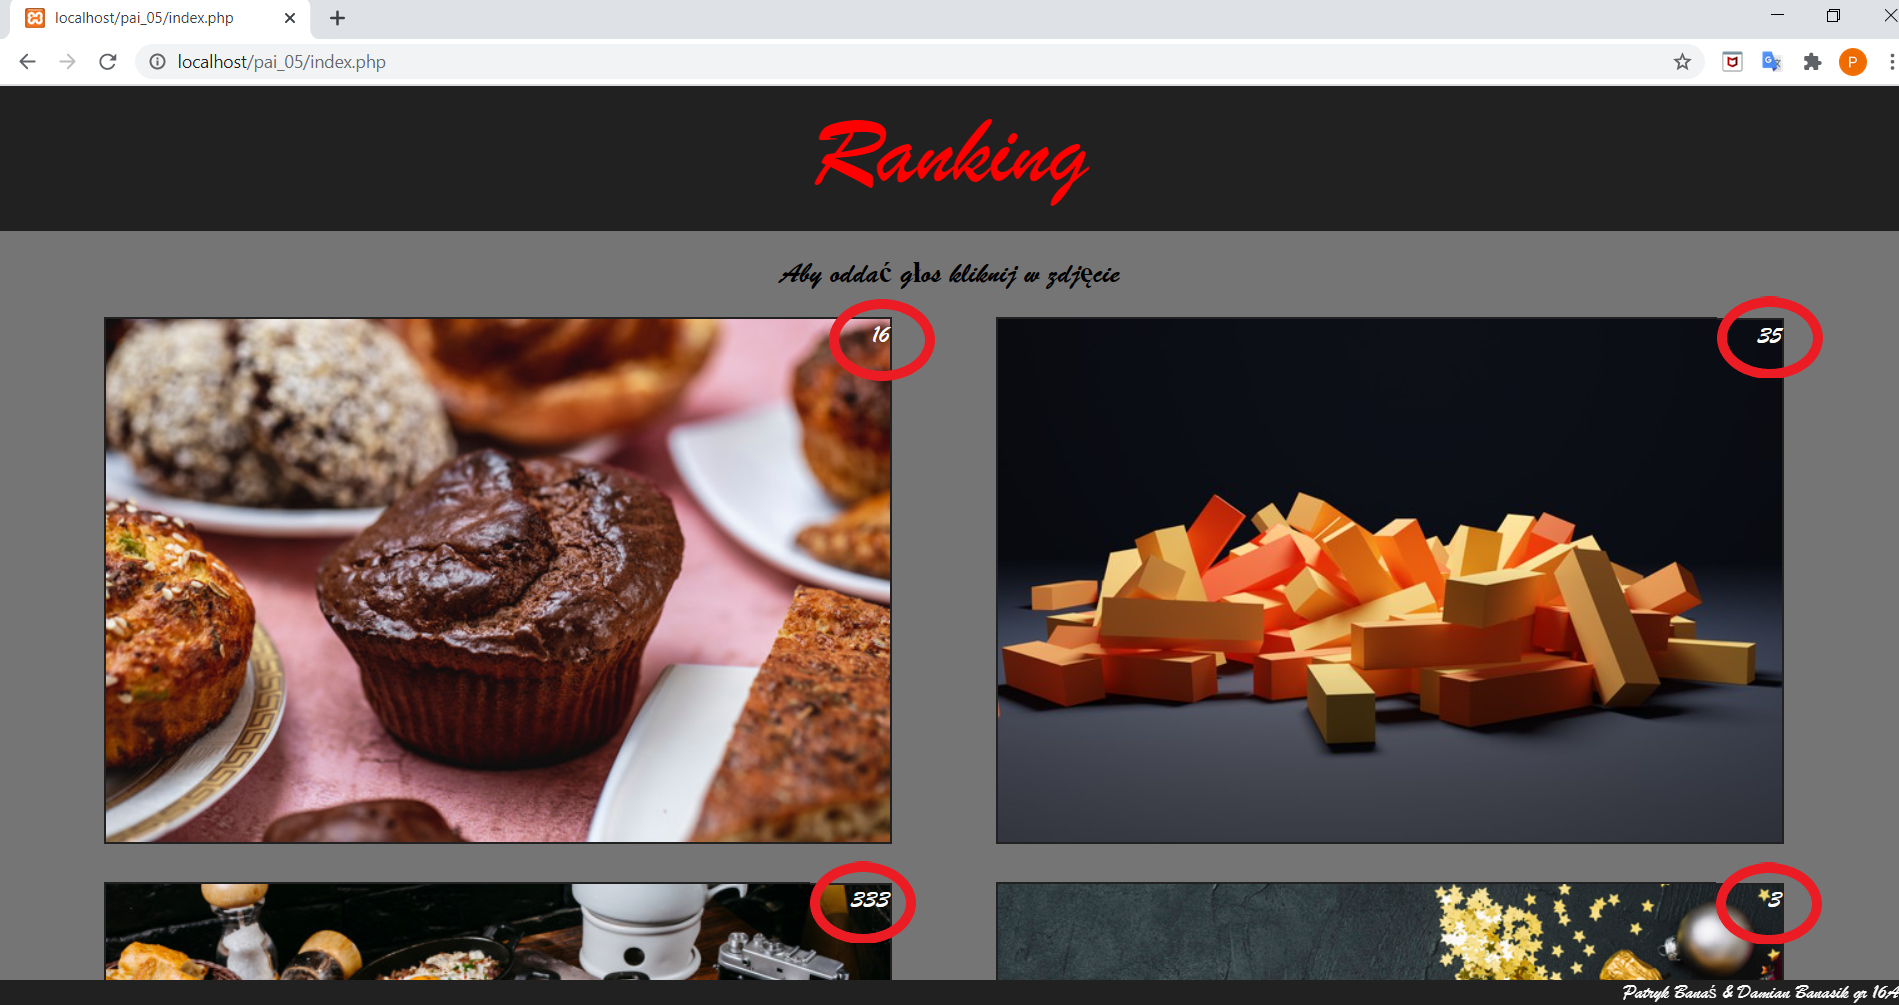 localhost/pai_05/index.php
localhost/pai_05/index.php
P
Ranking
Aby oddać głos kliknij w zdjęcie
16
35
333
3
Patryk Banaś & Damian Banasik gr 16A